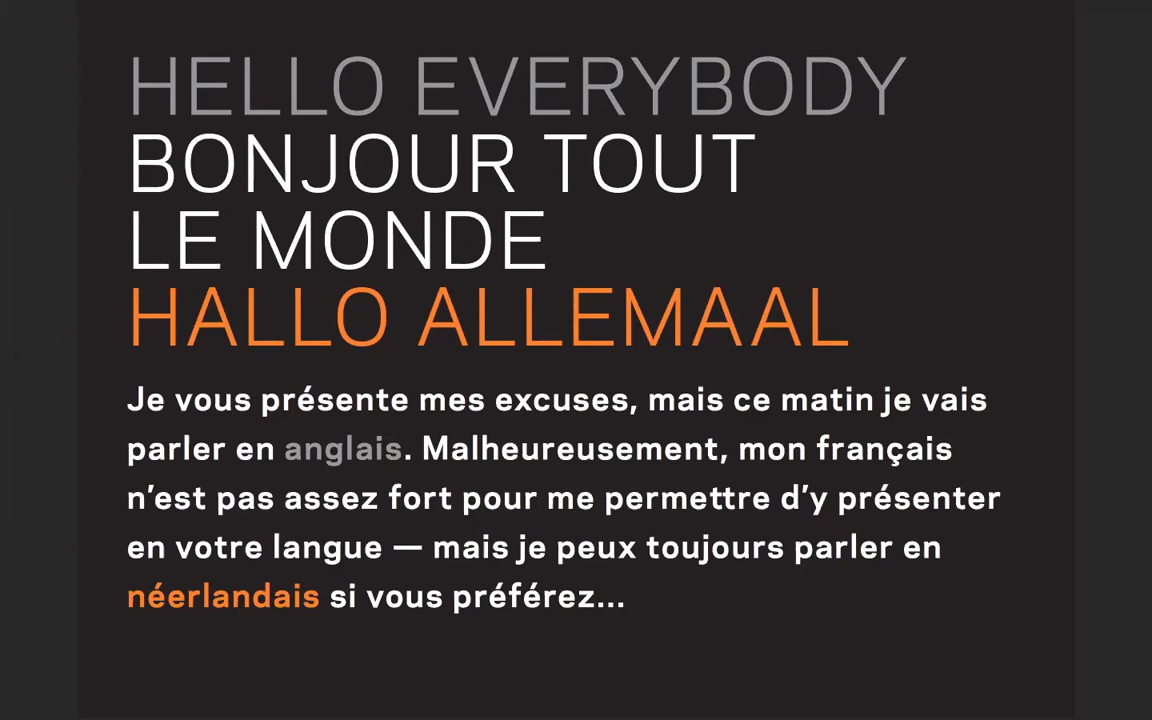 HELLO EVERYBODY
BONJOUR TOUT
LE MONDE
HALLO ALLEMAAL
Je vous présente mes excuses, mais ce matin je vais
parler en anglais. Malheureusement, mon français
n’est pas assez fort pour me permettre d’y présenter
en votre langue — mais je peux toujours parler en
néerlandais si vous préférez...